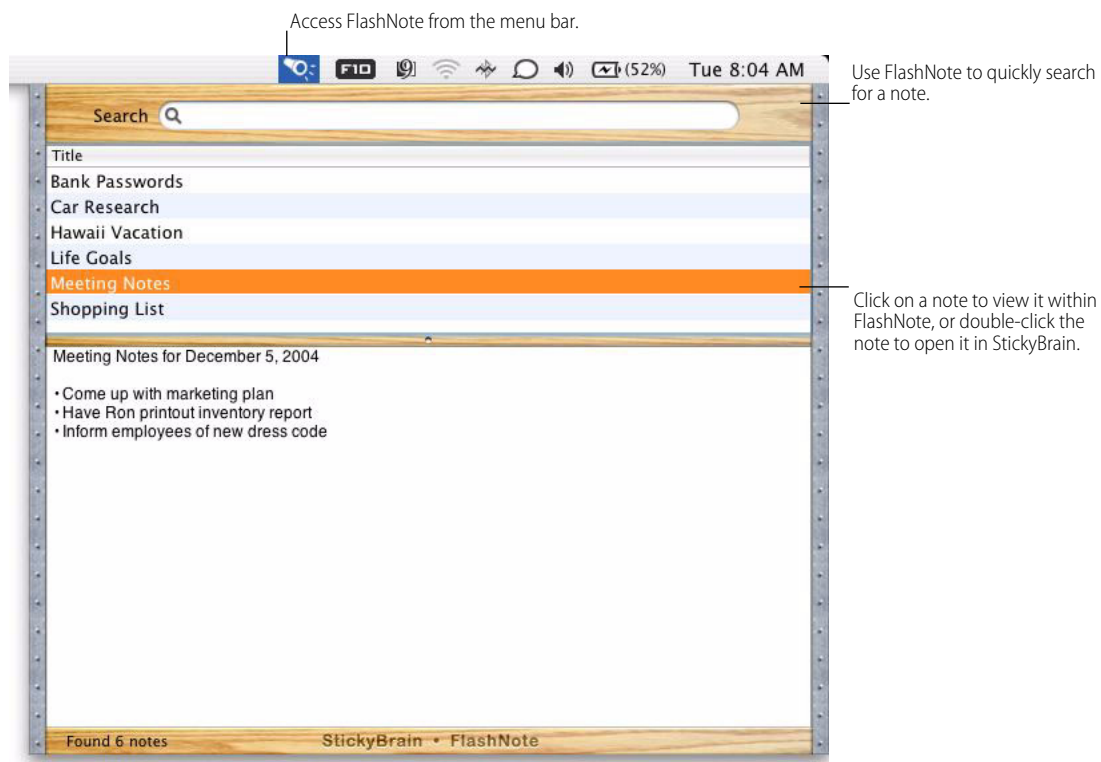 Access FlashNote from the menu bar.
F10 9 (52%) Tue 8:04 AM
Use FlashNote to quickly search
for a note.
Search
Title
Bank Passwords
Car Research
Hawaii Vacation
Life Goals
Meeting Notes
Shopping List
Click on a note to view it within
FlashNote, or double-click the
note to open it in StickyBrain.
Meeting Notes for December 5, 2004
• Come up with marketing plan
• Have Ron printout inventory report
• Inform employees of new dress code
Found 6 notes
StickyBrain • FlashNote